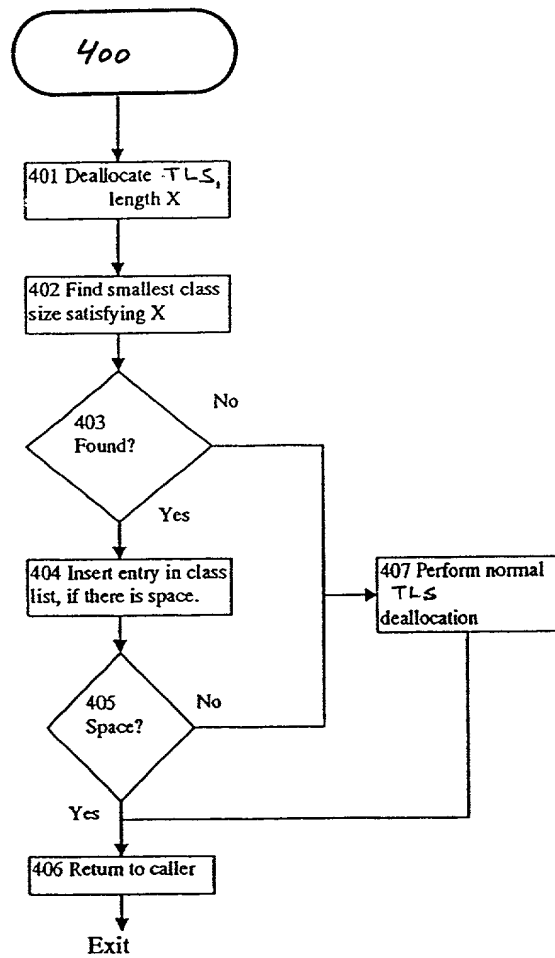 400
401 Deallocate TLS,
length X
402 Find smallest class
size satisfying X
No
403
Found?
Yes
404 Insert entry in class
list, if there is space.
407 Perform normal
TLS
deallocation
405
Space?
No
Yes
406 Return to caller
Exit